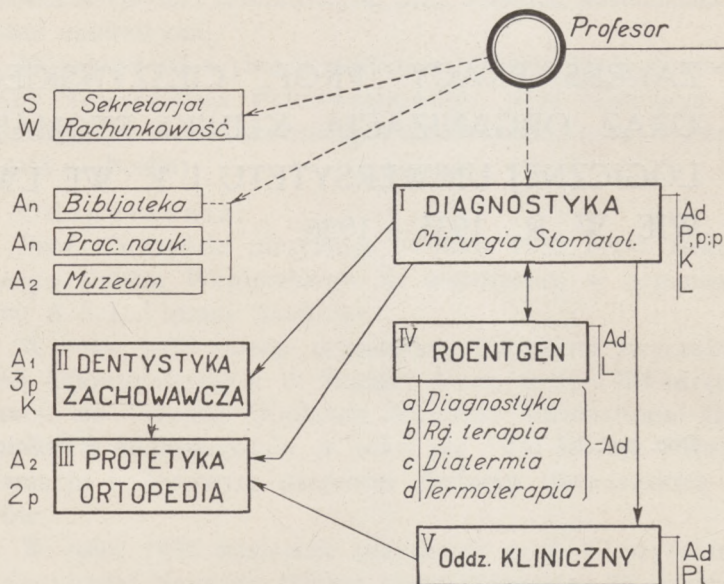 Profesor
S
W
Sekretarjat
Rachunkowość
An Bibljoteka
An Prac. nauk.
A2 Muzeum
I DIAGNOSTYKA
Chirurgia Stomatol.
Ad
P,p;p
K
L
A1
3p
K
II DENTYSTYKA
ZACHOWAWCZA
IV ROENTGEN
Ad
L
a Diagnostyka
b Rg. terapia
c Diatermia
d Termoterapia
-Ad
A2
2p
III PROTETYKA
ORTOPEDIA
V Oddz. KLINICZNY
Ad